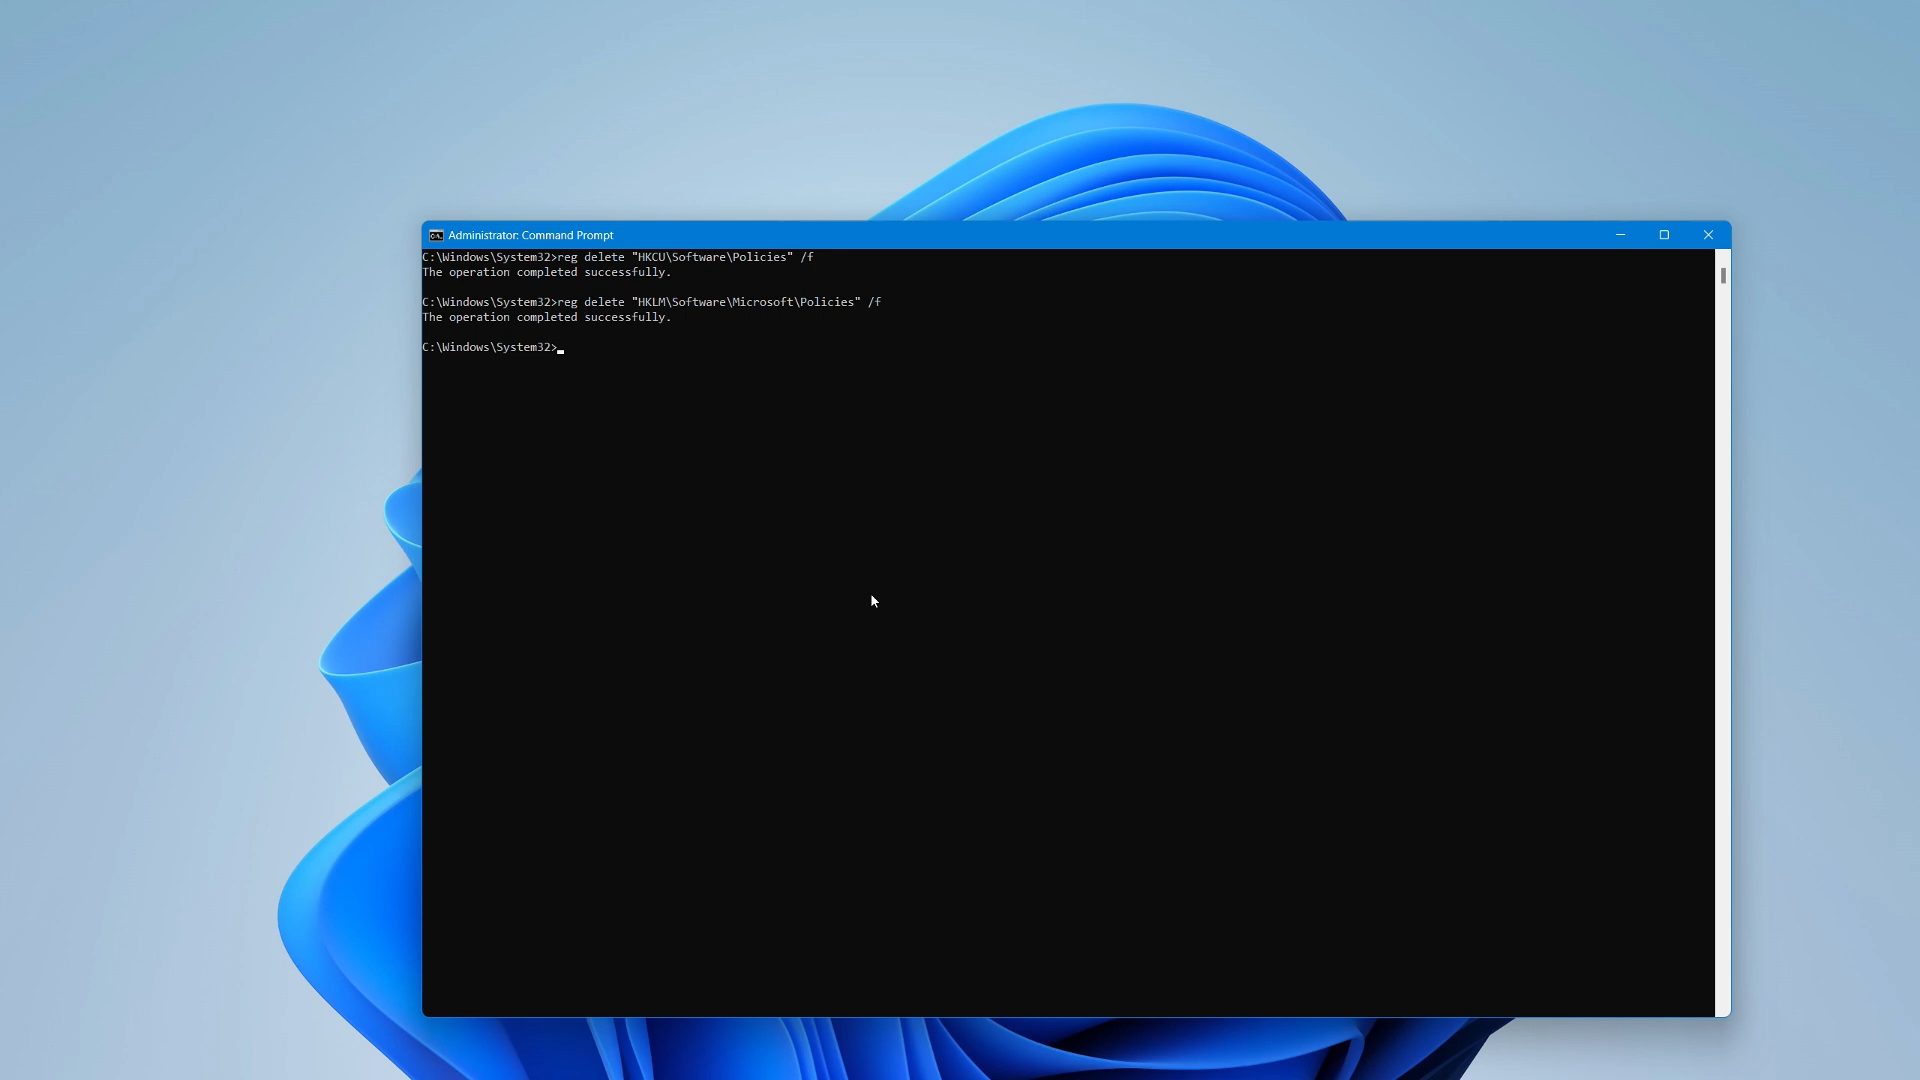 Administrator: Command Prompt
C:\Windows\System32>reg delete "HKCU\Software\Policies" /f
The operation completed successfully.
C:\Windows\System32>reg delete "HKLM\Software\Microsoft\Policies" /f
The operation completed successfully.
C:\Windows\System32>